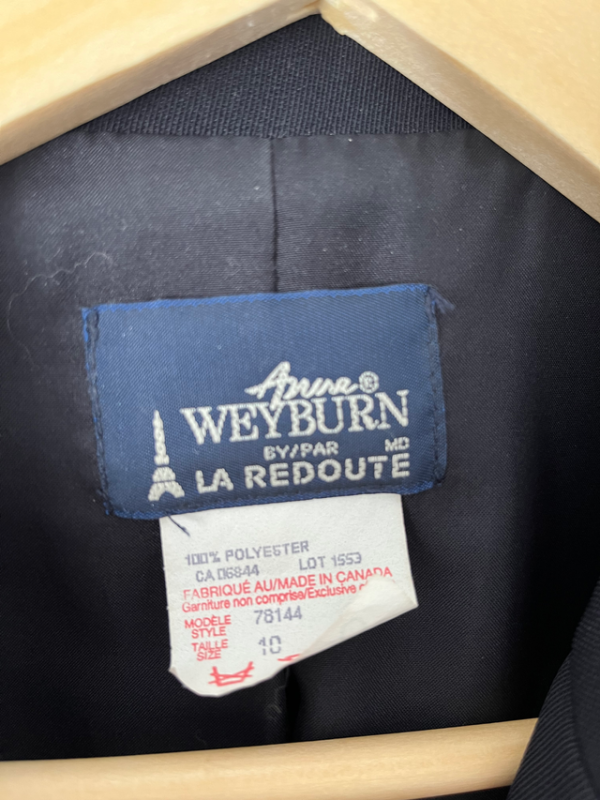 WEYBURN ®
BY/PAR MD
LA REDOUTE
100% POLYESTER
CA 06844 LOT 1553
FABRIQUÉ AU/MADE IN CANADA
Garniture non comprise/Exclusive
MODÈLE
STYLE 78144
TAILLE
SIZE 10